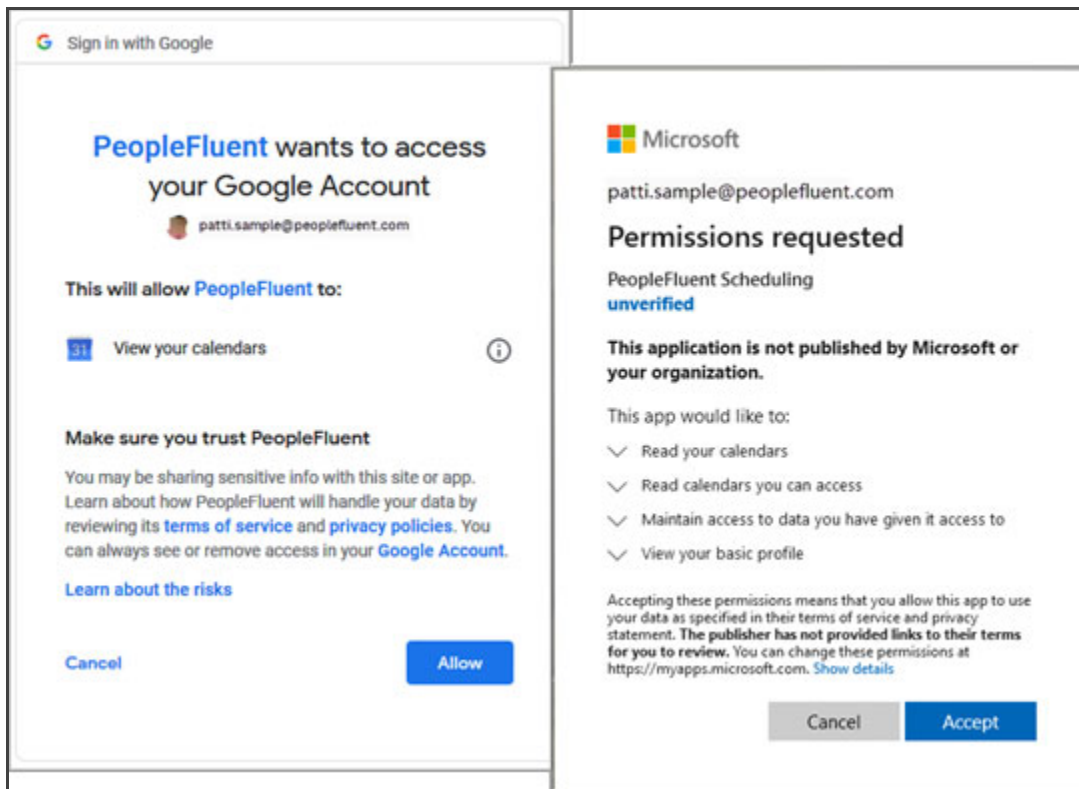 Sign in with Google
PeopleFluent wants to access
your Google Account
patti.sample@peoplefluent.com
This will allow PeopleFluent to:
31 View your calendars
Make sure you trust PeopleFluent
You may be sharing sensitive info with this site or app.
Learn about how PeopleFluent will handle your data by
reviewing its terms of service and privacy policies. You
can always see or remove access in your Google Account.
Learn about the risks
Cancel Allow
Microsoft
patti.sample@peoplefluent.com
Permissions requested
PeopleFluent Scheduling
unverified
This application is not published by Microsoft or
your organization.
This app would like to:
Read your calendars
Read calendars you can access
Maintain access to data you have given it access to
View your basic profile
Accepting these permissions means that you allow this app to use
your data as specified in their terms of service and privacy
statement. The publisher has not provided links to their terms
for you to review. You can change these permissions at
https://myapps.microsoft.com. Show details
Cancel Accept